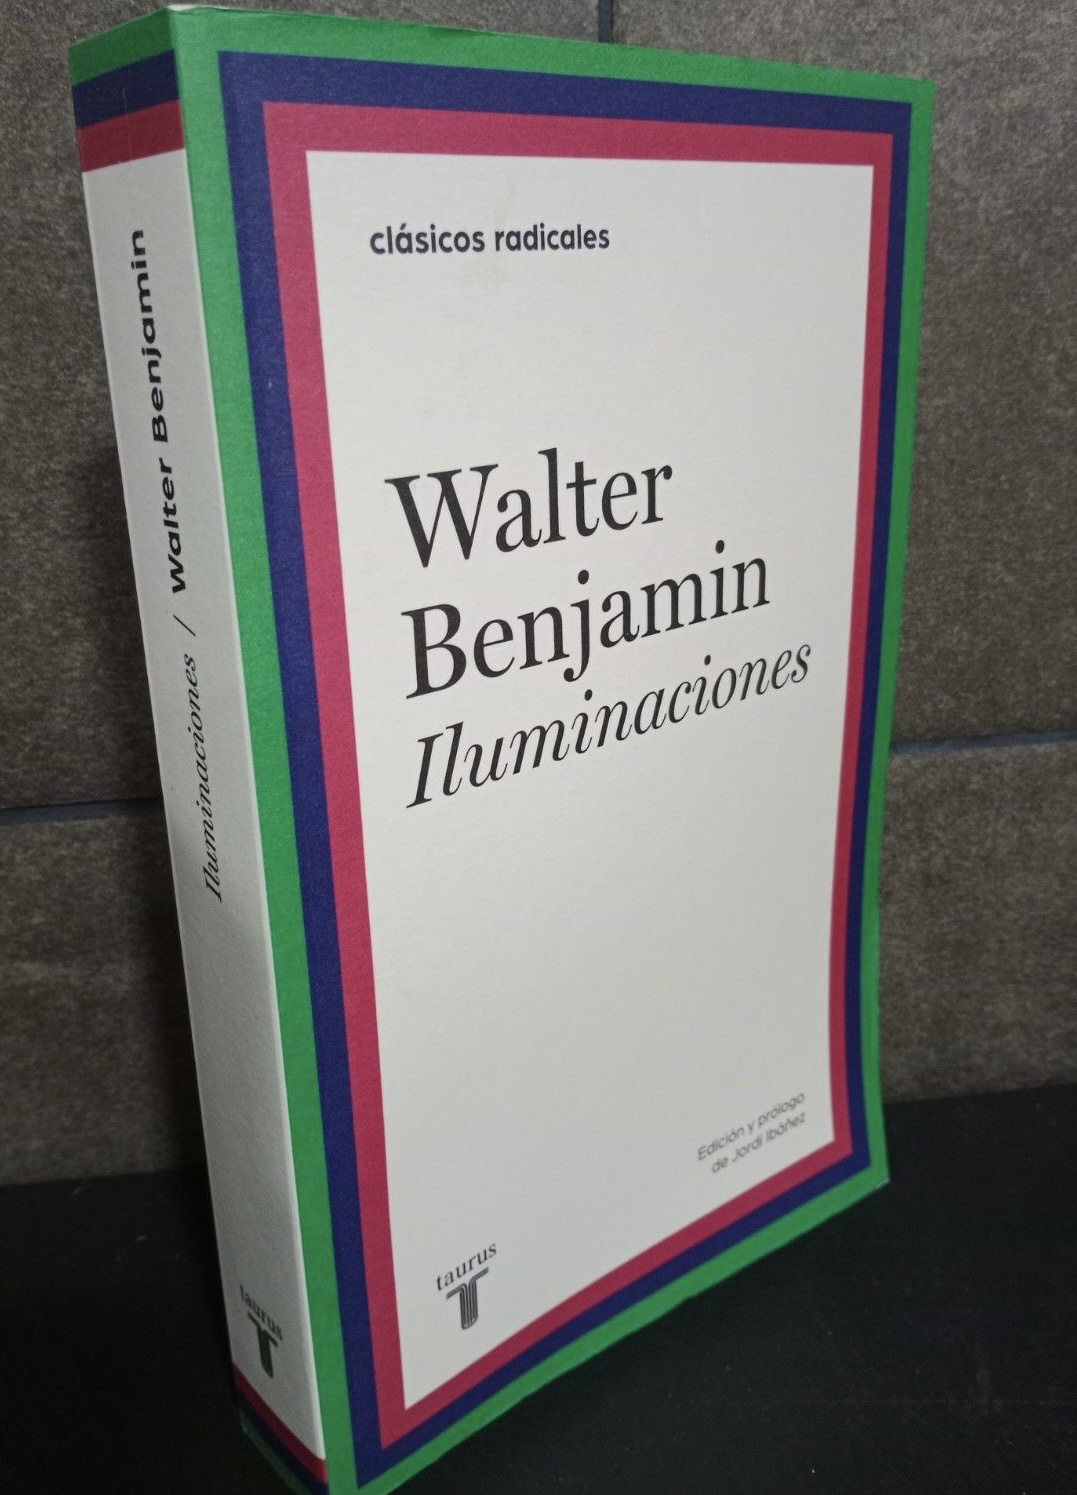 clásicos radicales
Walter
Benjamin
Iluminaciones
Edición y prólogo
de Jordi Ibáñez
taurus
Iluminaciones / Walter Benjamin
taurus